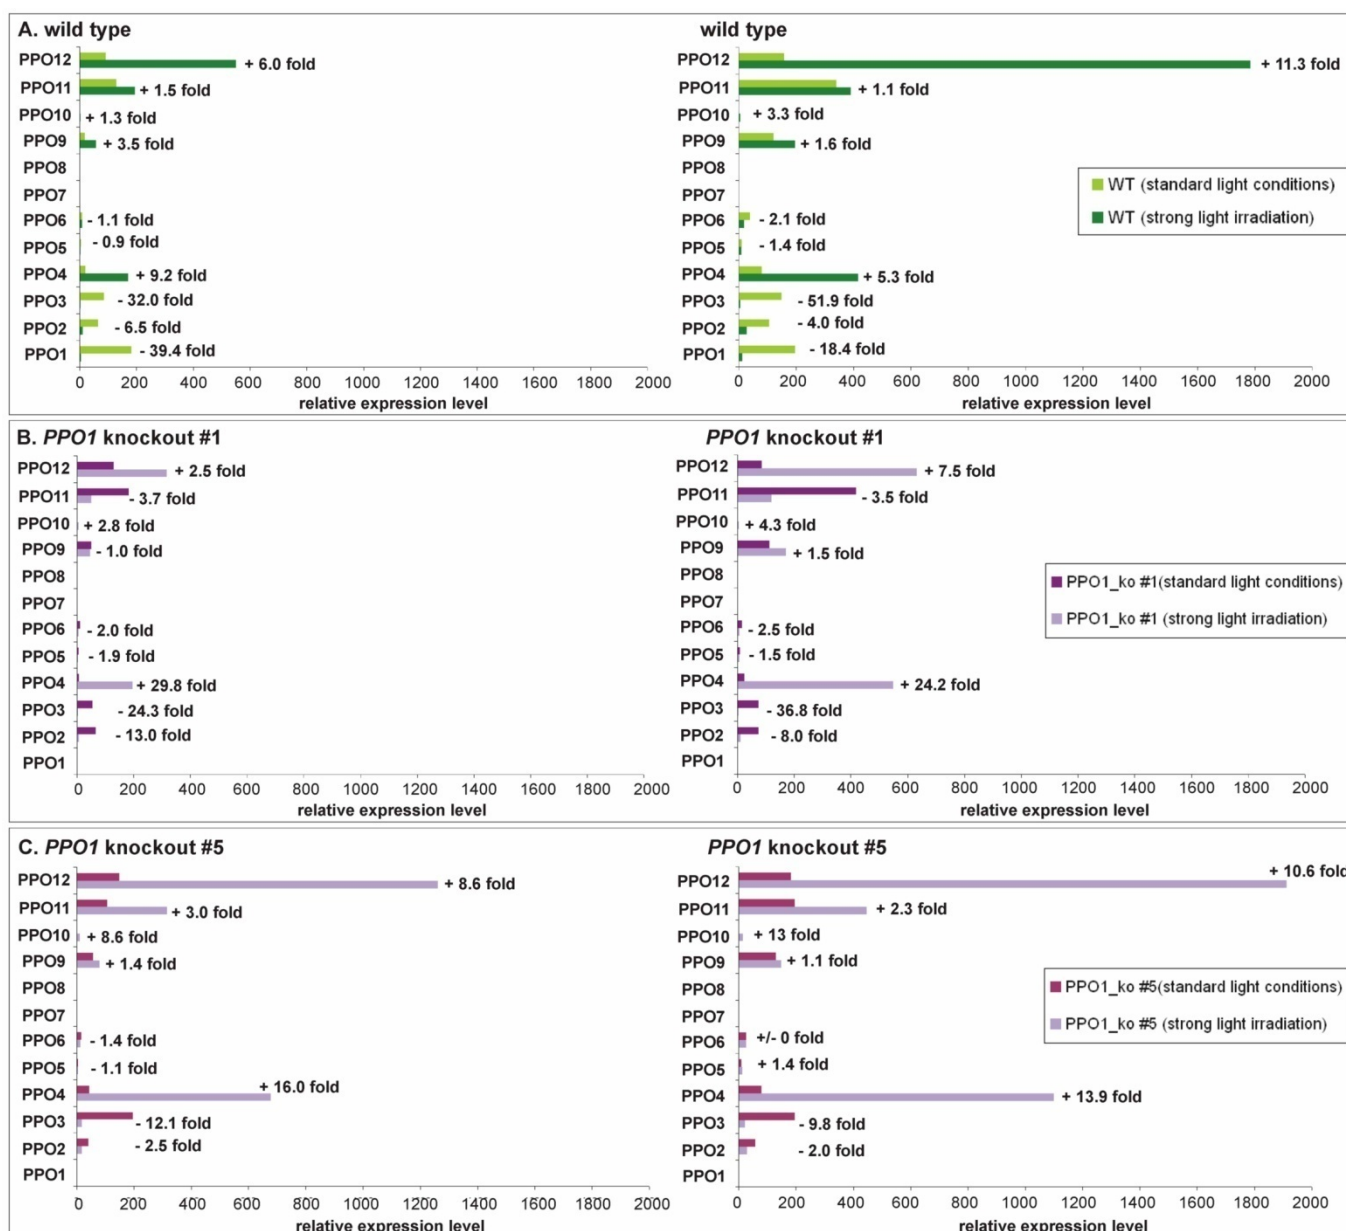 A. wild type
PPO12
+ 6.0 fold
PPO11
+ 1.5 fold
PPO10
+ 1.3 fold
PPO9
+ 3.5 fold
PPO8
PPO7
PPO6
- 1.1 fold
PPO5
- 0.9 fold
PPO4
+ 9.2 fold
PPO3
- 32.0 fold
PPO2
- 6.5 fold
PPO1
- 39.4 fold
0 200 400 600 800 1000 1200 1400 1600 1800 2000
relative expression level
wild type
PPO12
+ 11.3 fold
PPO11
+ 1.1 fold
PPO10
+ 3.3 fold
PPO9
+ 1.6 fold
PPO8
PPO7
PPO6
- 2.1 fold
PPO5
- 1.4 fold
PPO4
+ 5.3 fold
PPO3
- 51.9 fold
PPO2
- 4.0 fold
PPO1
- 18.4 fold
0 200 400 600 800 1000 1200 1400 1600 1800 2000
relative expression level
WT (standard light conditions)
WT (strong light irradiation)
B. PPO1 knockout #1
PPO12
+ 2.5 fold
PPO11
- 3.7 fold
PPO10
+ 2.8 fold
PPO9
- 1.0 fold
PPO8
PPO7
PPO6
- 2.0 fold
PPO5
- 1.9 fold
PPO4
+ 29.8 fold
PPO3
- 24.3 fold
PPO2
- 13.0 fold
PPO1
0 200 400 600 800 1000 1200 1400 1600 1800 2000
relative expression level
PPO1 knockout #1
PPO12
+ 7.5 fold
PPO11
- 3.5 fold
PPO10
+ 4.3 fold
PPO9
+ 1.5 fold
PPO8
PPO7
PPO6
- 2.5 fold
PPO5
- 1.5 fold
PPO4
+ 24.2 fold
PPO3
- 36.8 fold
PPO2
- 8.0 fold
PPO1
0 200 400 600 800 1000 1200 1400 1600 1800 2000
relative expression level
PPO1_ko #1(standard light conditions)
PPO1_ko #1 (strong light irradiation)
C. PPO1 knockout #5
PPO12
+ 8.6 fold
PPO11
+ 3.0 fold
PPO10
+ 8.6 fold
PPO9
+ 1.4 fold
PPO8
PPO7
PPO6
- 1.4 fold
PPO5
- 1.1 fold
PPO4
+ 16.0 fold
PPO3
- 12.1 fold
PPO2
- 2.5 fold
PPO1
0 200 400 600 800 1000 1200 1400 1600 1800 2000
relative expression level
PPO1 knockout #5
PPO12
+ 10.6 fold
PPO11
+ 2.3 fold
PPO10
+ 13 fold
PPO9
+ 1.1 fold
PPO8
PPO7
PPO6
+/- 0 fold
PPO5
+ 1.4 fold
PPO4
+ 13.9 fold
PPO3
- 9.8 fold
PPO2
- 2.0 fold
PPO1
0 200 400 600 800 1000 1200 1400 1600 1800 2000
relative expression level
PPO1_ko #5(standard light conditions)
PPO1_ko #5 (strong light irradiation)